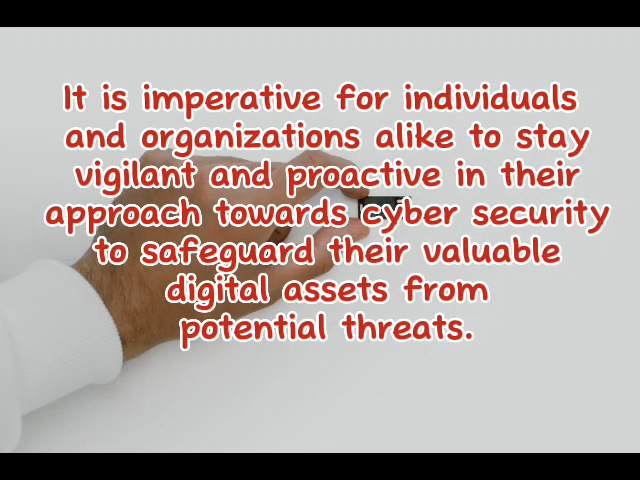 It is imperative for individuals
and organizations alike to stay
vigilant and proactive in their
approach towards cyber security
to safeguard their valuable
digital assets from
potential threats.